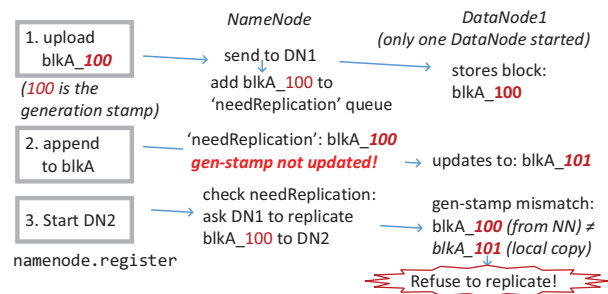 NameNode
DataNode1
(only one DataNode started)
1. upload
blkA_100
(100 is the
generation stamp)
send to DN1
add blkA_100 to
‘needReplication’ queue
stores block:
blkA_100
2. append
to blkA
‘needReplication’: blkA_100
gen-stamp not updated!
updates to: blkA_101
3. Start DN2
namenode.register
check needReplication:
ask DN1 to replicate
blkA_100 to DN2
gen-stamp mismatch:
blkA_100 (from NN) ≠
blkA_101 (local copy)
Refuse to replicate!